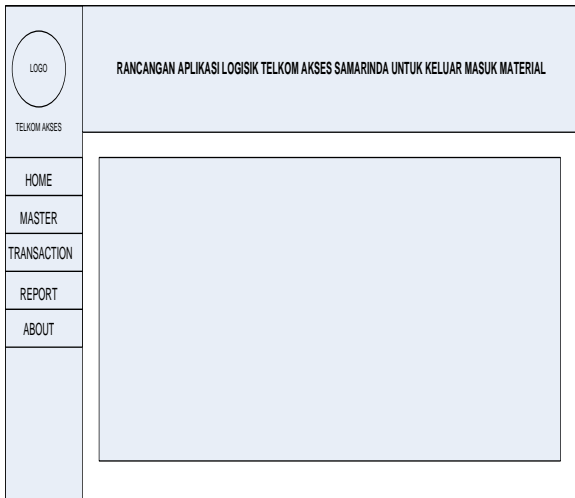 LOGO
TELKOM AKSES
RANCANGAN APLIKASI LOGISIK TELKOM AKSES SAMARINDA UNTUK KELUAR MASUK MATERIAL
HOME
MASTER
TRANSACTION
REPORT
ABOUT